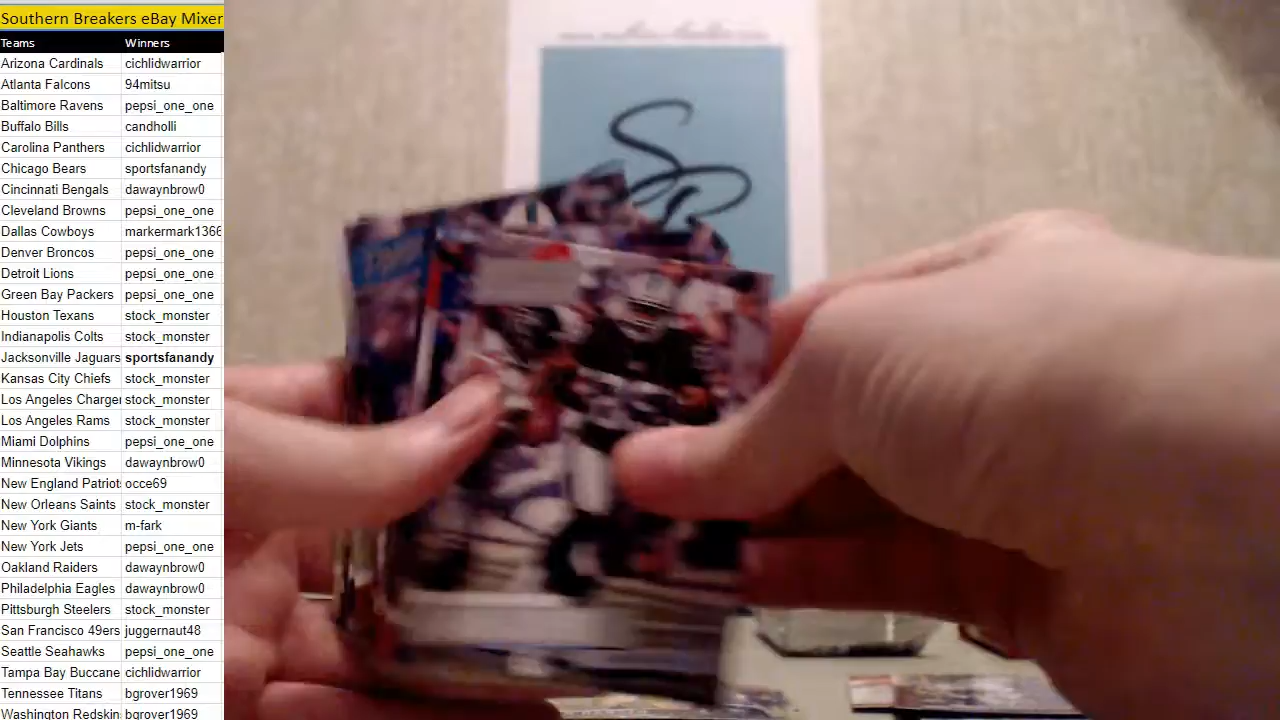 Southern Breakers eBay Mixer
Teams Winners
Arizona Cardinals cichlidwarrior
Atlanta Falcons 94mitsu
Baltimore Ravens pepsi_one_one
Buffalo Bills candholli
Carolina Panthers cichlidwarrior
Chicago Bears sportsfanandy
Cincinnati Bengals dawaynbrow0
Cleveland Browns pepsi_one_one
Dallas Cowboys markermark1366
Denver Broncos pepsi_one_one
Detroit Lions pepsi_one_one
Green Bay Packers pepsi_one_one
Houston Texans stock_monster
Indianapolis Colts stock_monster
Jacksonville Jaguars sportsfanandy
Kansas City Chiefs stock_monster
Los Angeles Charger stock_monster
Los Angeles Rams stock_monster
Miami Dolphins pepsi_one_one
Minnesota Vikings dawaynbrow0
New England Patriots occe69
New Orleans Saints stock_monster
New York Giants m-fark
New York Jets pepsi_one_one
Oakland Raiders dawaynbrow0
Philadelphia Eagles dawaynbrow0
Pittsburgh Steelers stock_monster
San Francisco 49ers juggernaut48
Seattle Seahawks pepsi_one_one
Tampa Bay Buccane cichlidwarrior
Tennessee Titans bgrover1969
Washington Redskin bgrover1969
SB